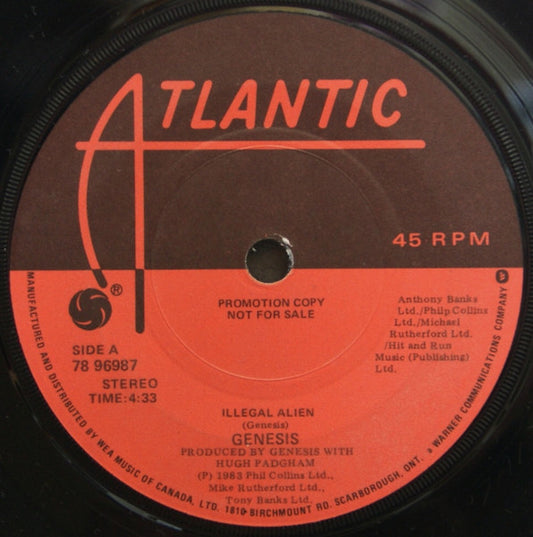 ATLANTIC
45 RPM
®
PROMOTION COPY
NOT FOR SALE
Anthony Banks
Ltd./Philp Collins
Ltd./Michael
Rutherford Ltd.
/Hit and Run
Music (Publishing)
Ltd.
SIDE A
78 96987
STEREO
TIME:4:33
ILLEGAL ALIEN
(Genesis)
GENESIS
PRODUCED BY GENESIS WITH
HUGH PADGHAM
(P) 1983 Phil Collins Ltd.,
Mike Rutherford Ltd.,
Tony Banks Ltd.
MANUFACTURED AND DISTRIBUTED BY WEA MUSIC OF CANADA, LTD. 1810 BIRCHMOUNT RD. SCARBOROUGH, ONT. a WARNER COMMUNICATIONS COMPANY